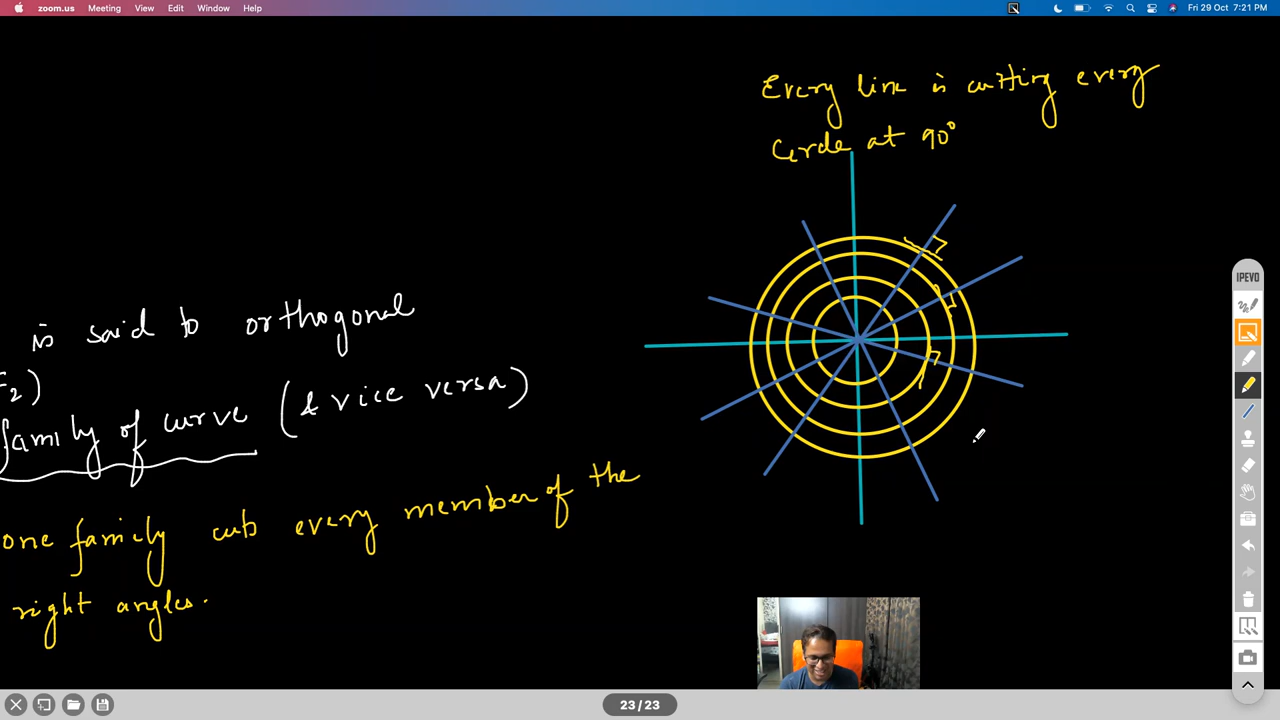 zoom.us Meeting View Edit Window Help Fri 29 Oct 7:21 PM
Every line is cutting every
Circle at 90°
is said to orthogonal
F2)
family of curve (& vice versa)
one family cuts every member of the
right angles.
IPEVO
23/23